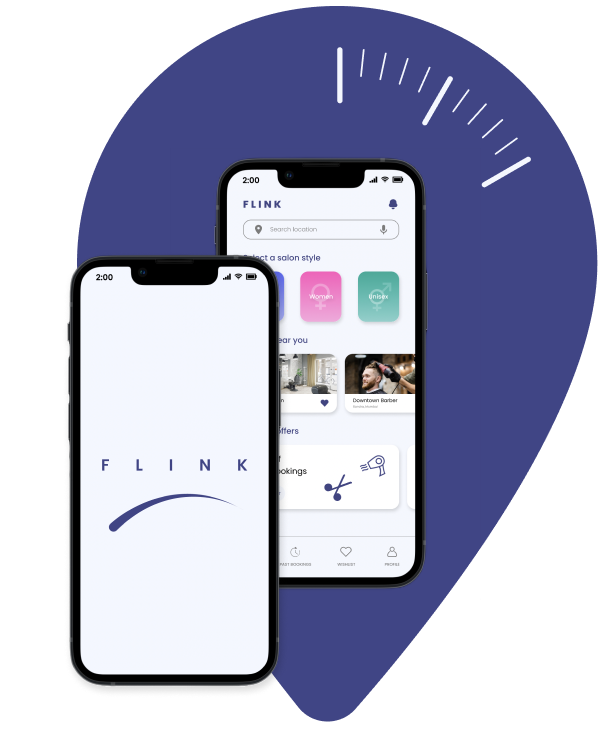 2:00
FLINK
Search location
Select a salon style
Women
Unisex
ear you
n
Downtown Barber
offers
ookings
PAST BOOKINGS
WISHLIST
PROFILE
2:00
F L I N K